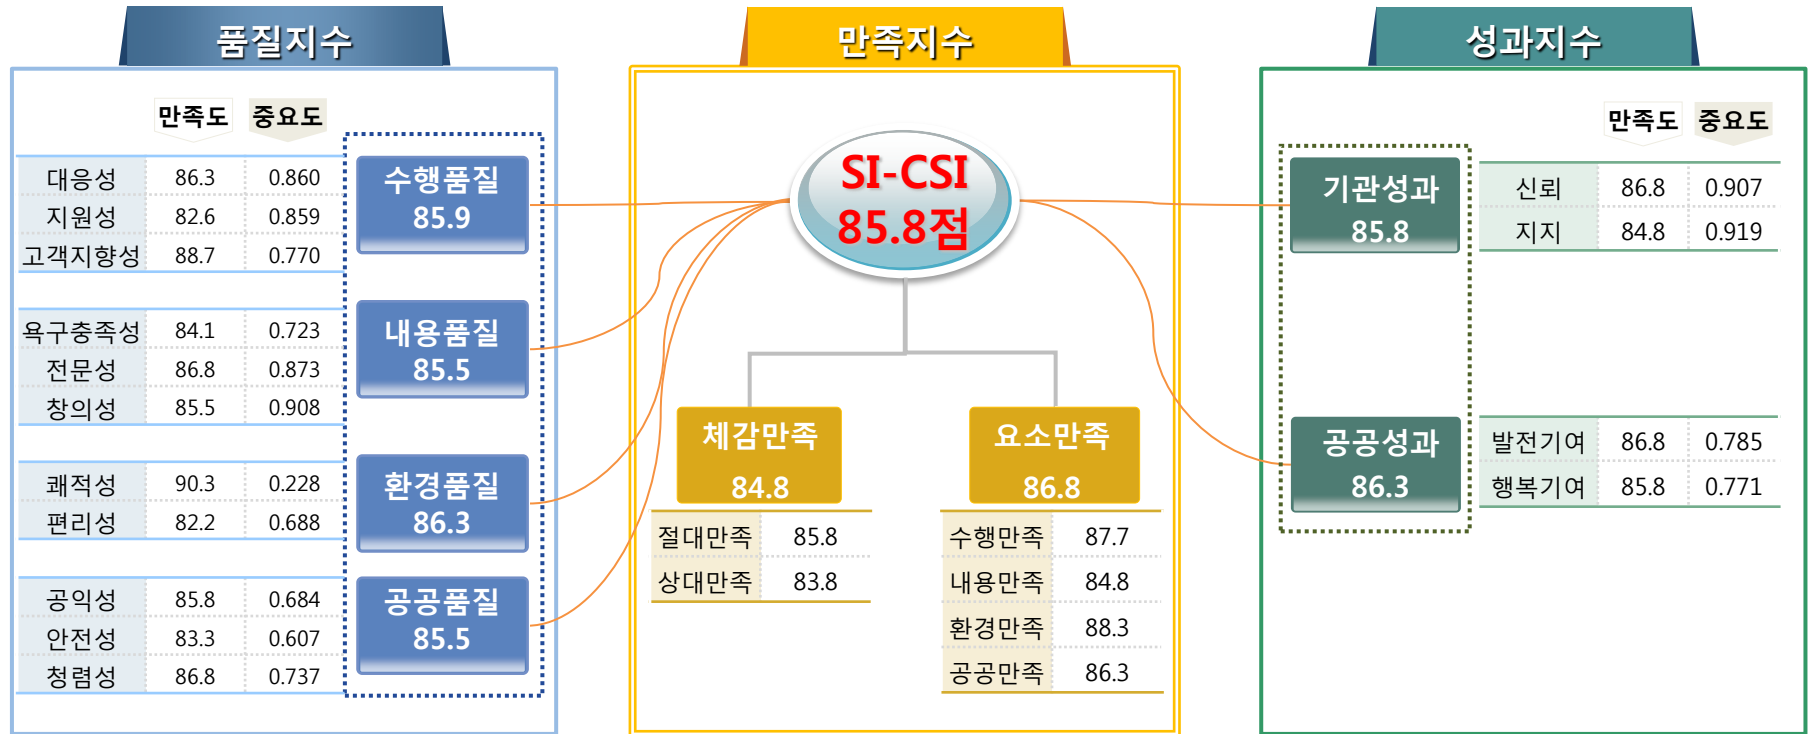 품질지수
만족도 중요도
대응성 86.3 0.860
지원성 82.6 0.859
고객지향성 88.7 0.770
수행품질
85.9
욕구충족성 84.1 0.723
전문성 86.8 0.873
창의성 85.5 0.908
내용품질
85.5
쾌적성 90.3 0.228
편리성 82.2 0.688
환경품질
86.3
공익성 85.8 0.684
안전성 83.3 0.607
청렴성 86.8 0.737
공공품질
85.5
만족지수
SI-CSI
85.8점
체감만족
84.8
절대만족 85.8
상대만족 83.8
요소만족
86.8
수행만족 87.7
내용만족 84.8
환경만족 88.3
공공만족 86.3
성과지수
만족도 중요도
기관성과
85.8
신뢰 86.8 0.907
지지 84.8 0.919
공공성과
86.3
발전기여 86.8 0.785
행복기여 85.8 0.771